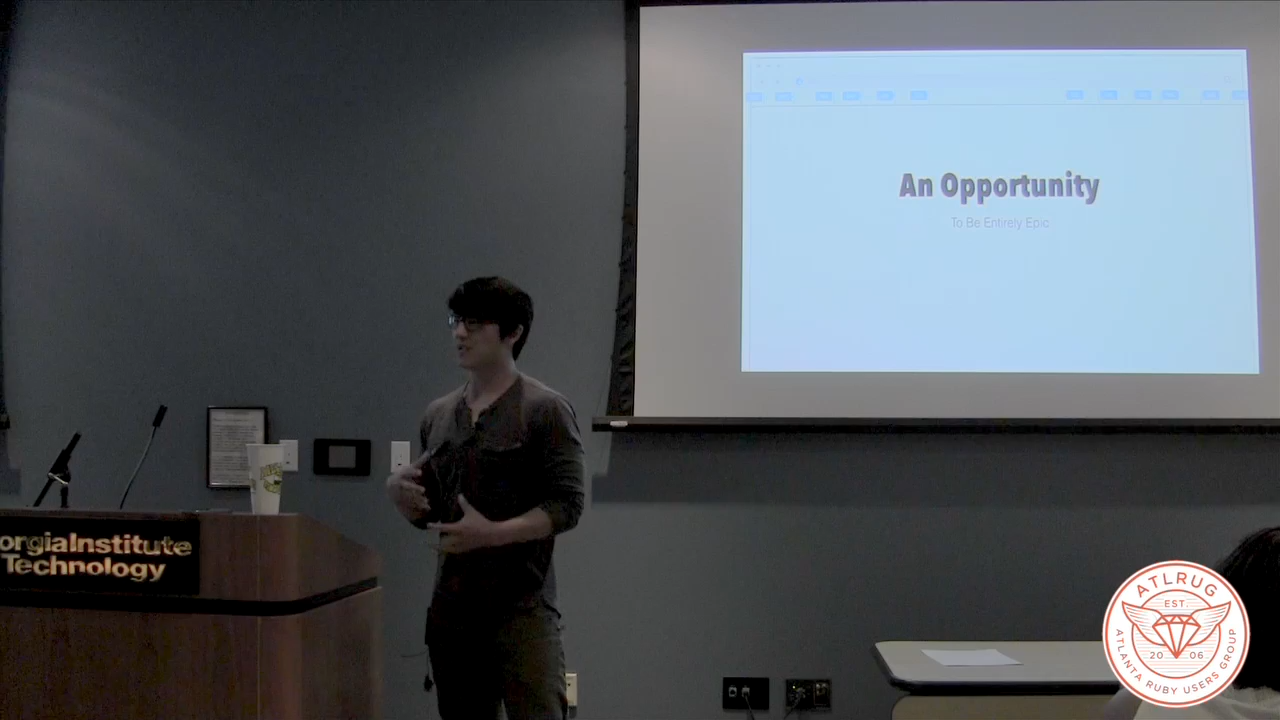 An Opportunity
To Be Entirely Epic
orgiaInstitute
Technology
ATLRUG
EST.
20 06
ATLANTA RUBY USERS GROUP